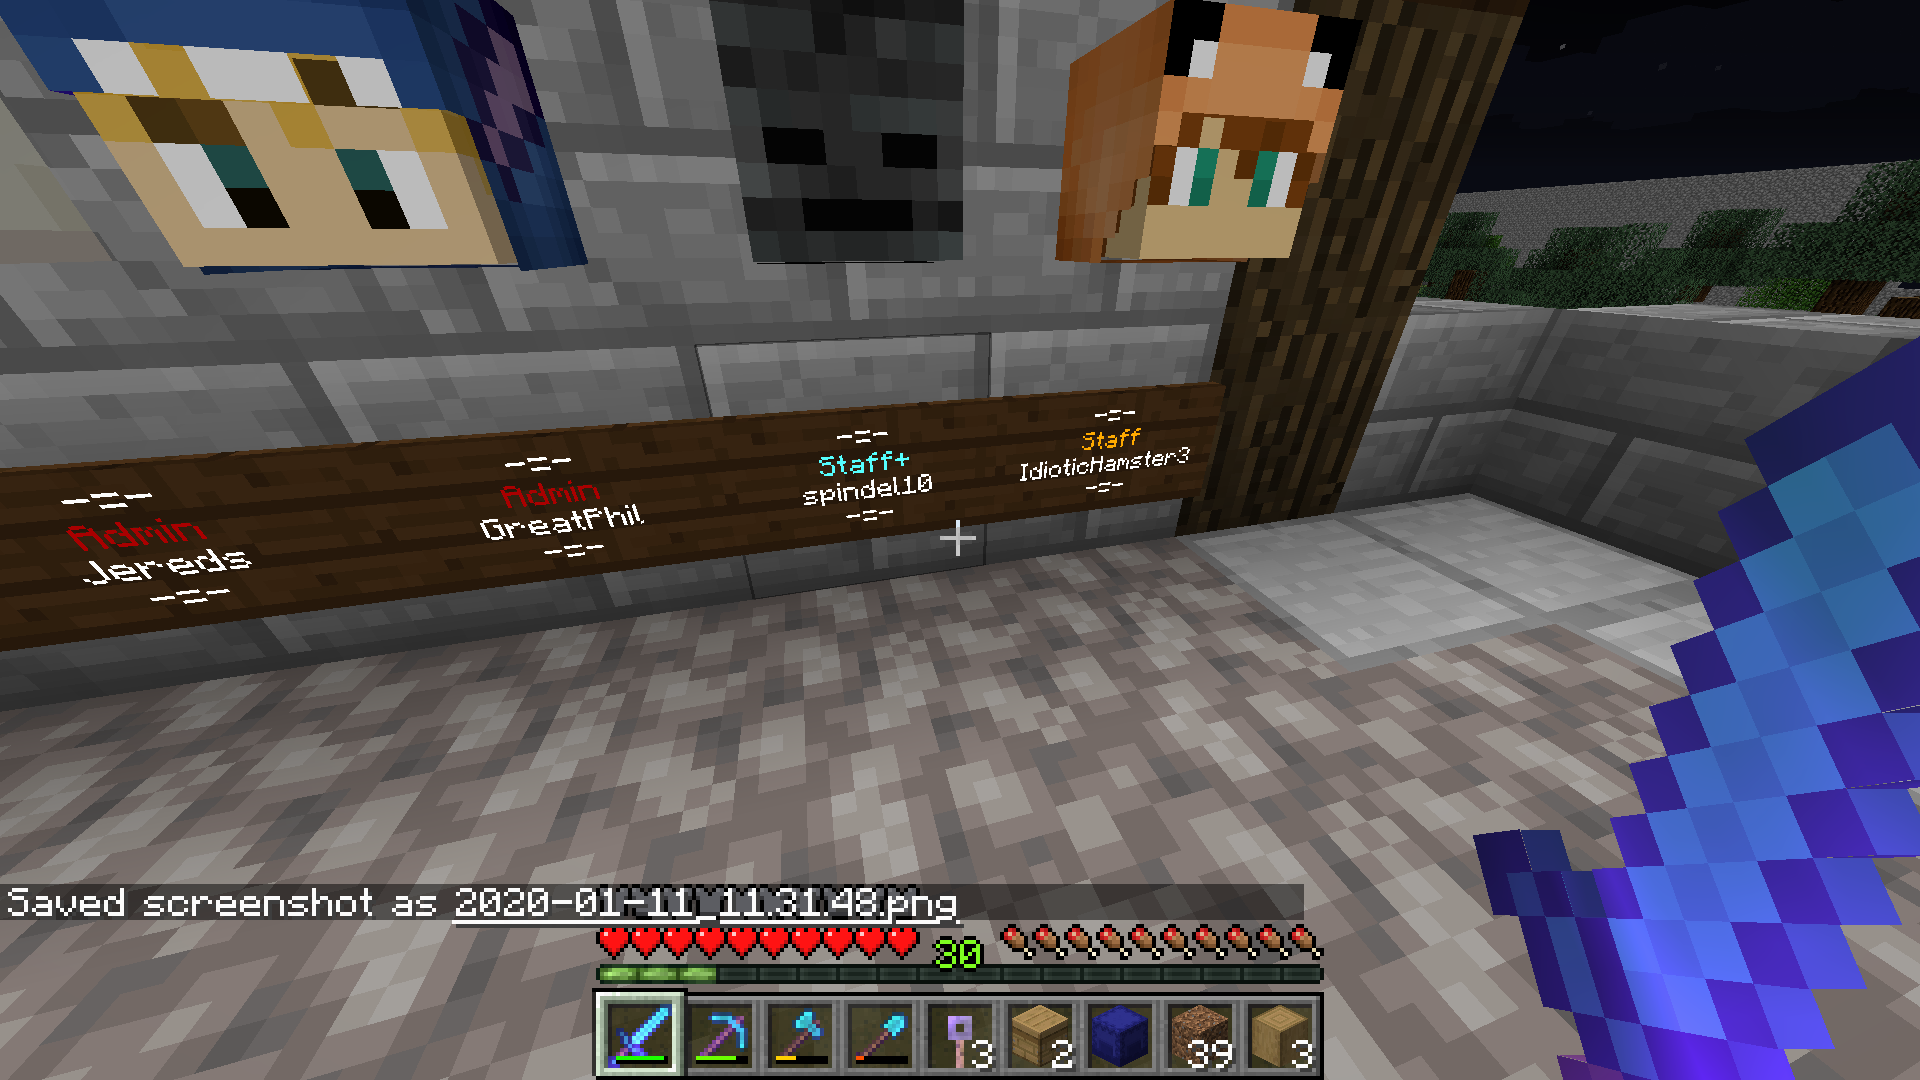 -=-
Admin
Jereds
-=-
-=-
Admin
GreatPhil
-=-
-=-
Staff+
spindel10
-=-
-=-
Staff
IdioticHamster3
-=-
Saved screenshot as 2020-01-11_11.31.48.png
30
3
2
39
3